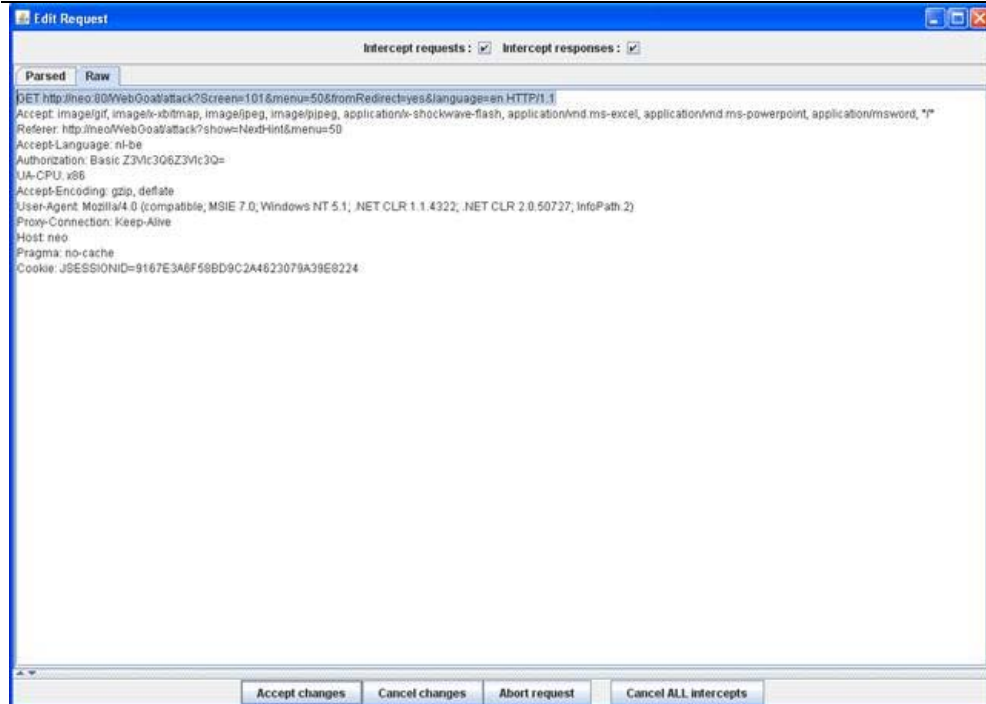 Edit Request
Intercept requests : Intercept responses :
Parsed Raw
GET http://neo:80/WebGoat/attack?Screen=101&menu=50&fromRedirect=yes&language=en HTTP/1.1
Accept: image/gif, image/x-xbitmap, image/jpeg, image/pjpeg, application/x-shockwave-flash, application/vnd.ms-excel, application/vnd.ms-powerpoint, application/msword, */*
Referer: http://neo/WebGoat/attack?show=NextHint&menu=50
Accept-Language: nl-be
Authorization: Basic Z3Vlc3Q6Z3Vlc3Q=
UA-CPU: x86
Accept-Encoding: gzip, deflate
User-Agent: Mozilla/4.0 (compatible; MSIE 7.0; Windows NT 5.1; .NET CLR 1.1.4322; .NET CLR 2.0.50727; InfoPath.2)
Proxy-Connection: Keep-Alive
Host: neo
Pragma: no-cache
Cookie: JSESSIONID=9167E3A6F58BD9C2A4623079A39E8224
Accept changes Cancel changes Abort request Cancel ALL intercepts